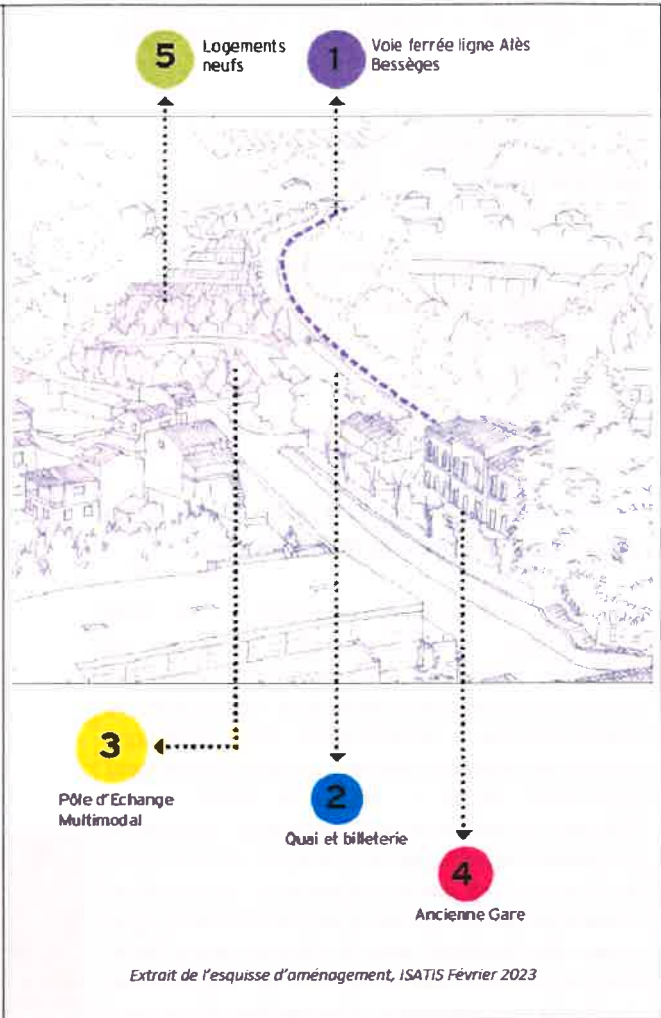 5
Logements
neufs
1
Voie ferrée ligne Alès
Bessèges
3
Pôle d'Echange
Multimodal
2
Quai et billeterie
4
Ancienne Gare
Extrait de l'esquisse d'aménagement, ISATIS Février 2023